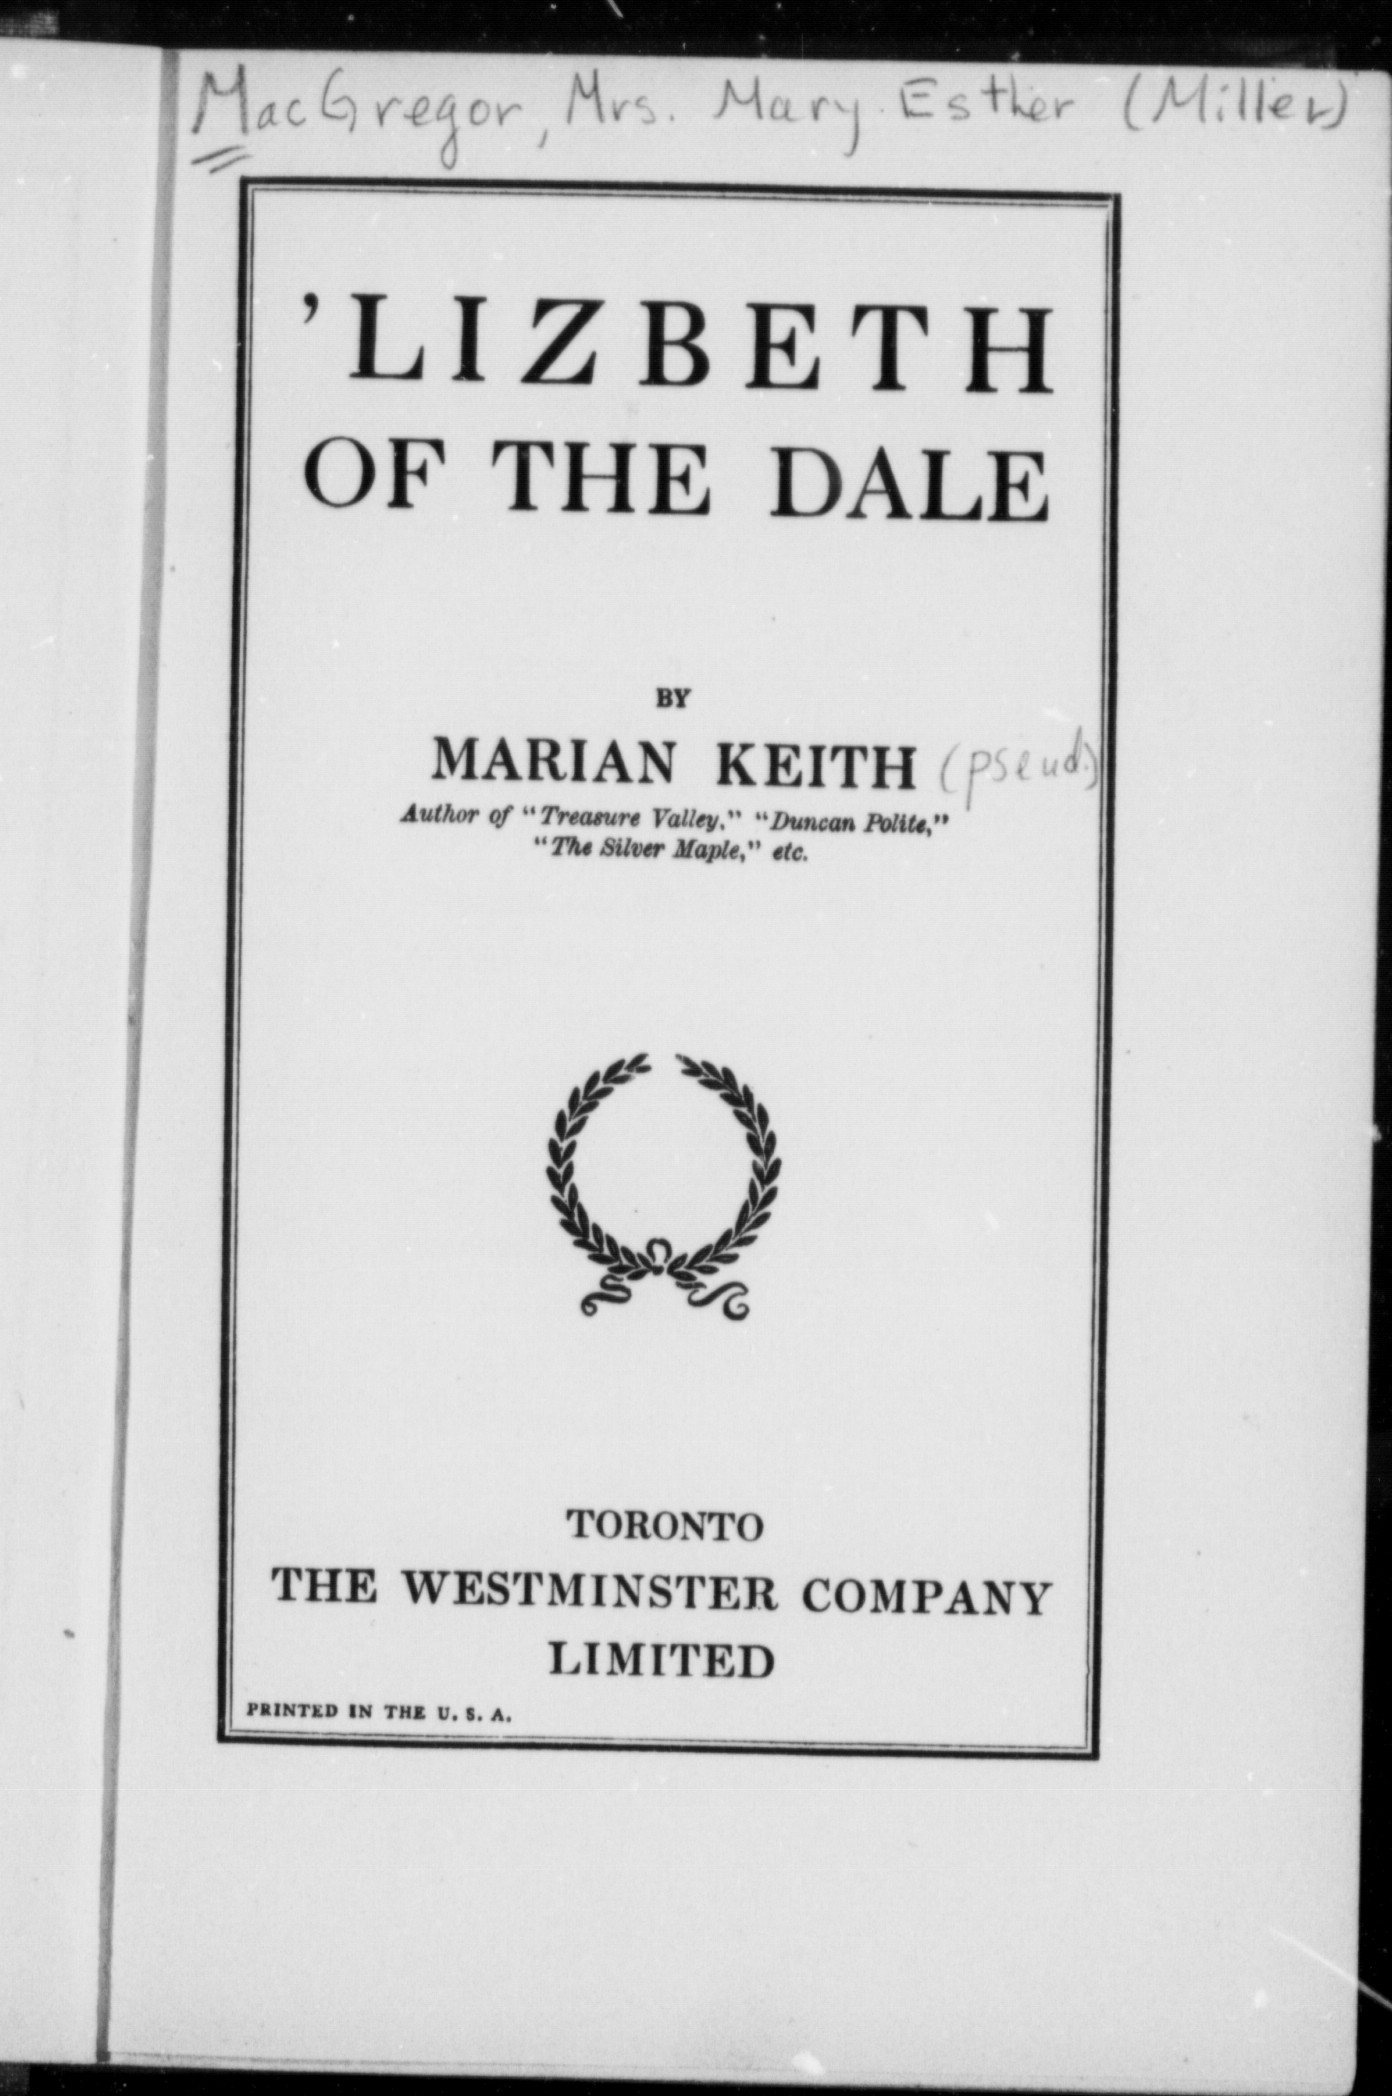 MacGregor, Mrs. Mary Esther (Miller)
’LIZBETH
OF THE DALE
BY
MARIAN KEITH (pseud.)
Author of “Treasure Valley,” “Duncan Polite,”
“The Silver Maple,” etc.
TORONTO
THE WESTMINSTER COMPANY
LIMITED
PRINTED IN THE U. S. A.